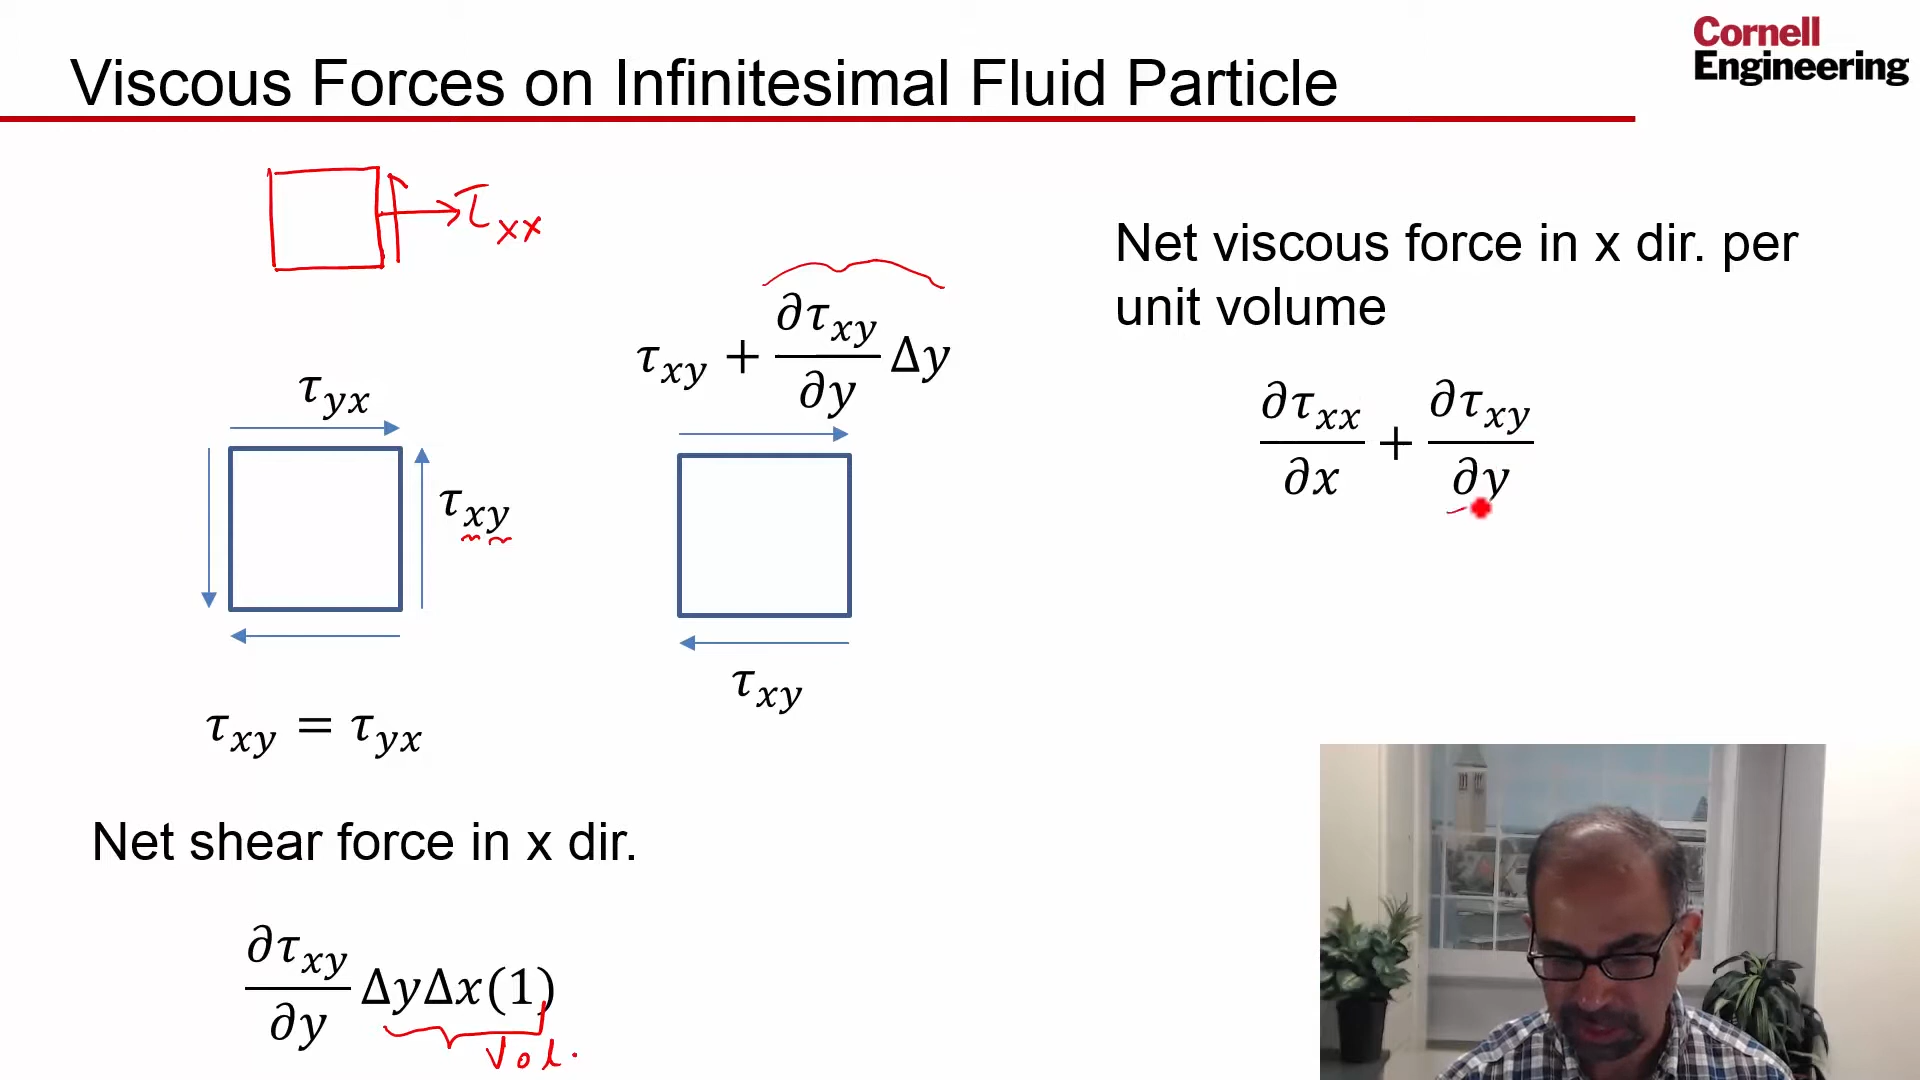 Viscous Forces on Infinitesimal Fluid Particle
Cornell
Engineering
τxx
Net viscous force in x dir. per
unit volume
τxy + ∂τxy/∂y Δy
∂τxx/∂x + ∂τxy/∂y
τyx
τxy
τxy
τxy = τyx
Net shear force in x dir.
∂τxy/∂y ΔyΔx(1)
Vol.